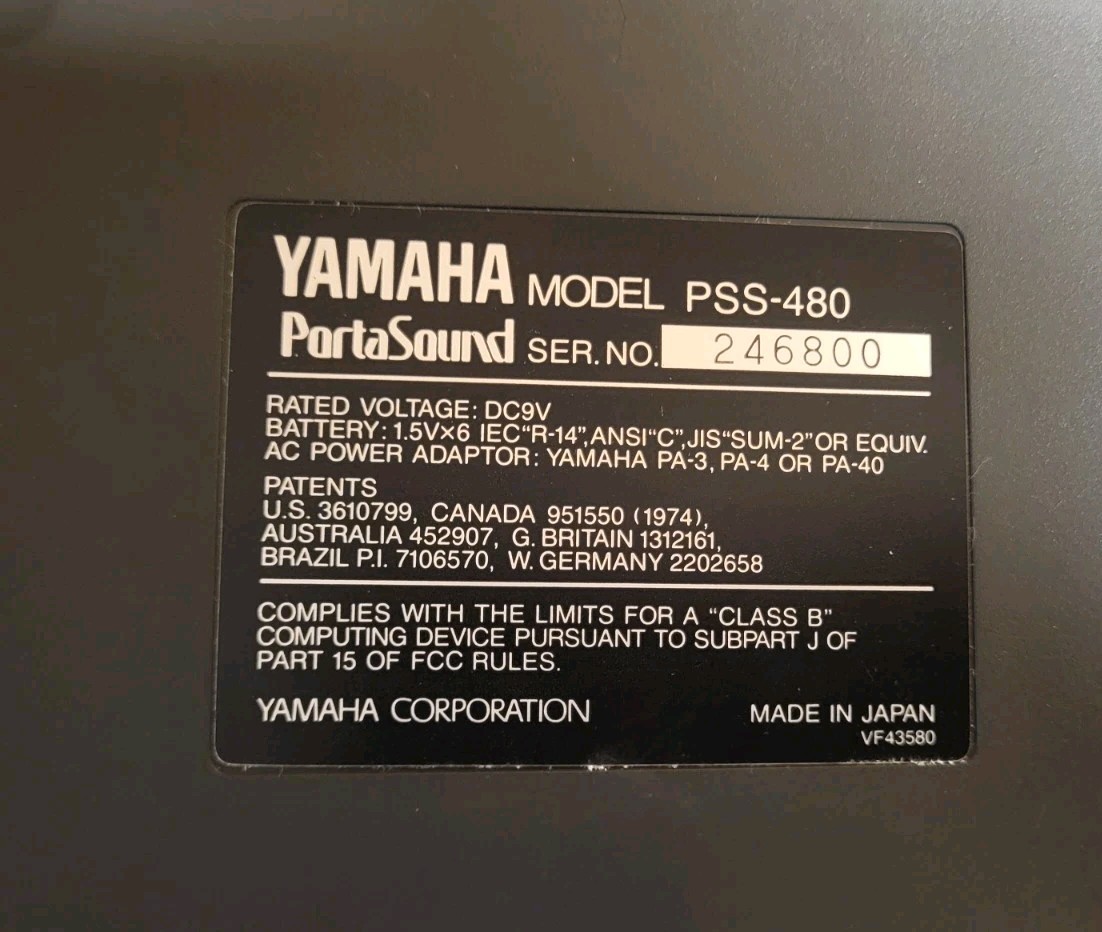 YAMAHA MODEL PSS-480
PortaSound SER. NO. 246800
RATED VOLTAGE: DC9V
BATTERY: 1.5V×6 IEC“R-14”, ANSI“C”, JIS“SUM-2” OR EQUIV.
AC POWER ADAPTOR: YAMAHA PA-3, PA-4 OR PA-40
PATENTS
U.S. 3610799, CANADA 951550 (1974),
AUSTRALIA 452907, G. BRITAIN 1312161,
BRAZIL P.I. 7106570, W. GERMANY 2202658
COMPLIES WITH THE LIMITS FOR A “CLASS B”
COMPUTING DEVICE PURSUANT TO SUBPART J OF
PART 15 OF FCC RULES.
YAMAHA CORPORATION MADE IN JAPAN
VF43580